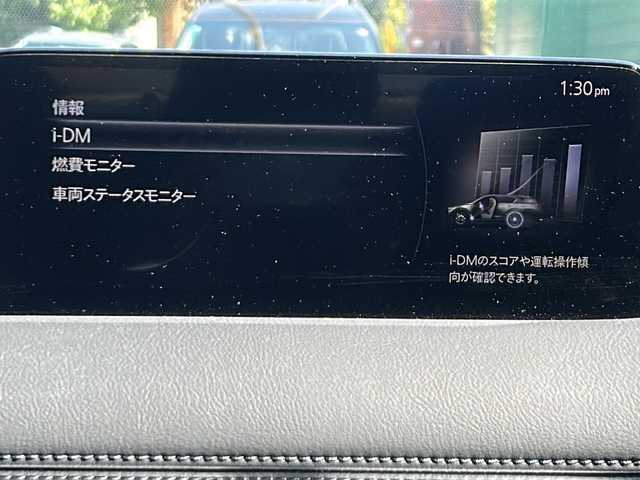 1:30pm
情報
i-DM
燃費モニター
車両ステータスモニター
i-DMのスコアや運転操作傾
向が確認できます。